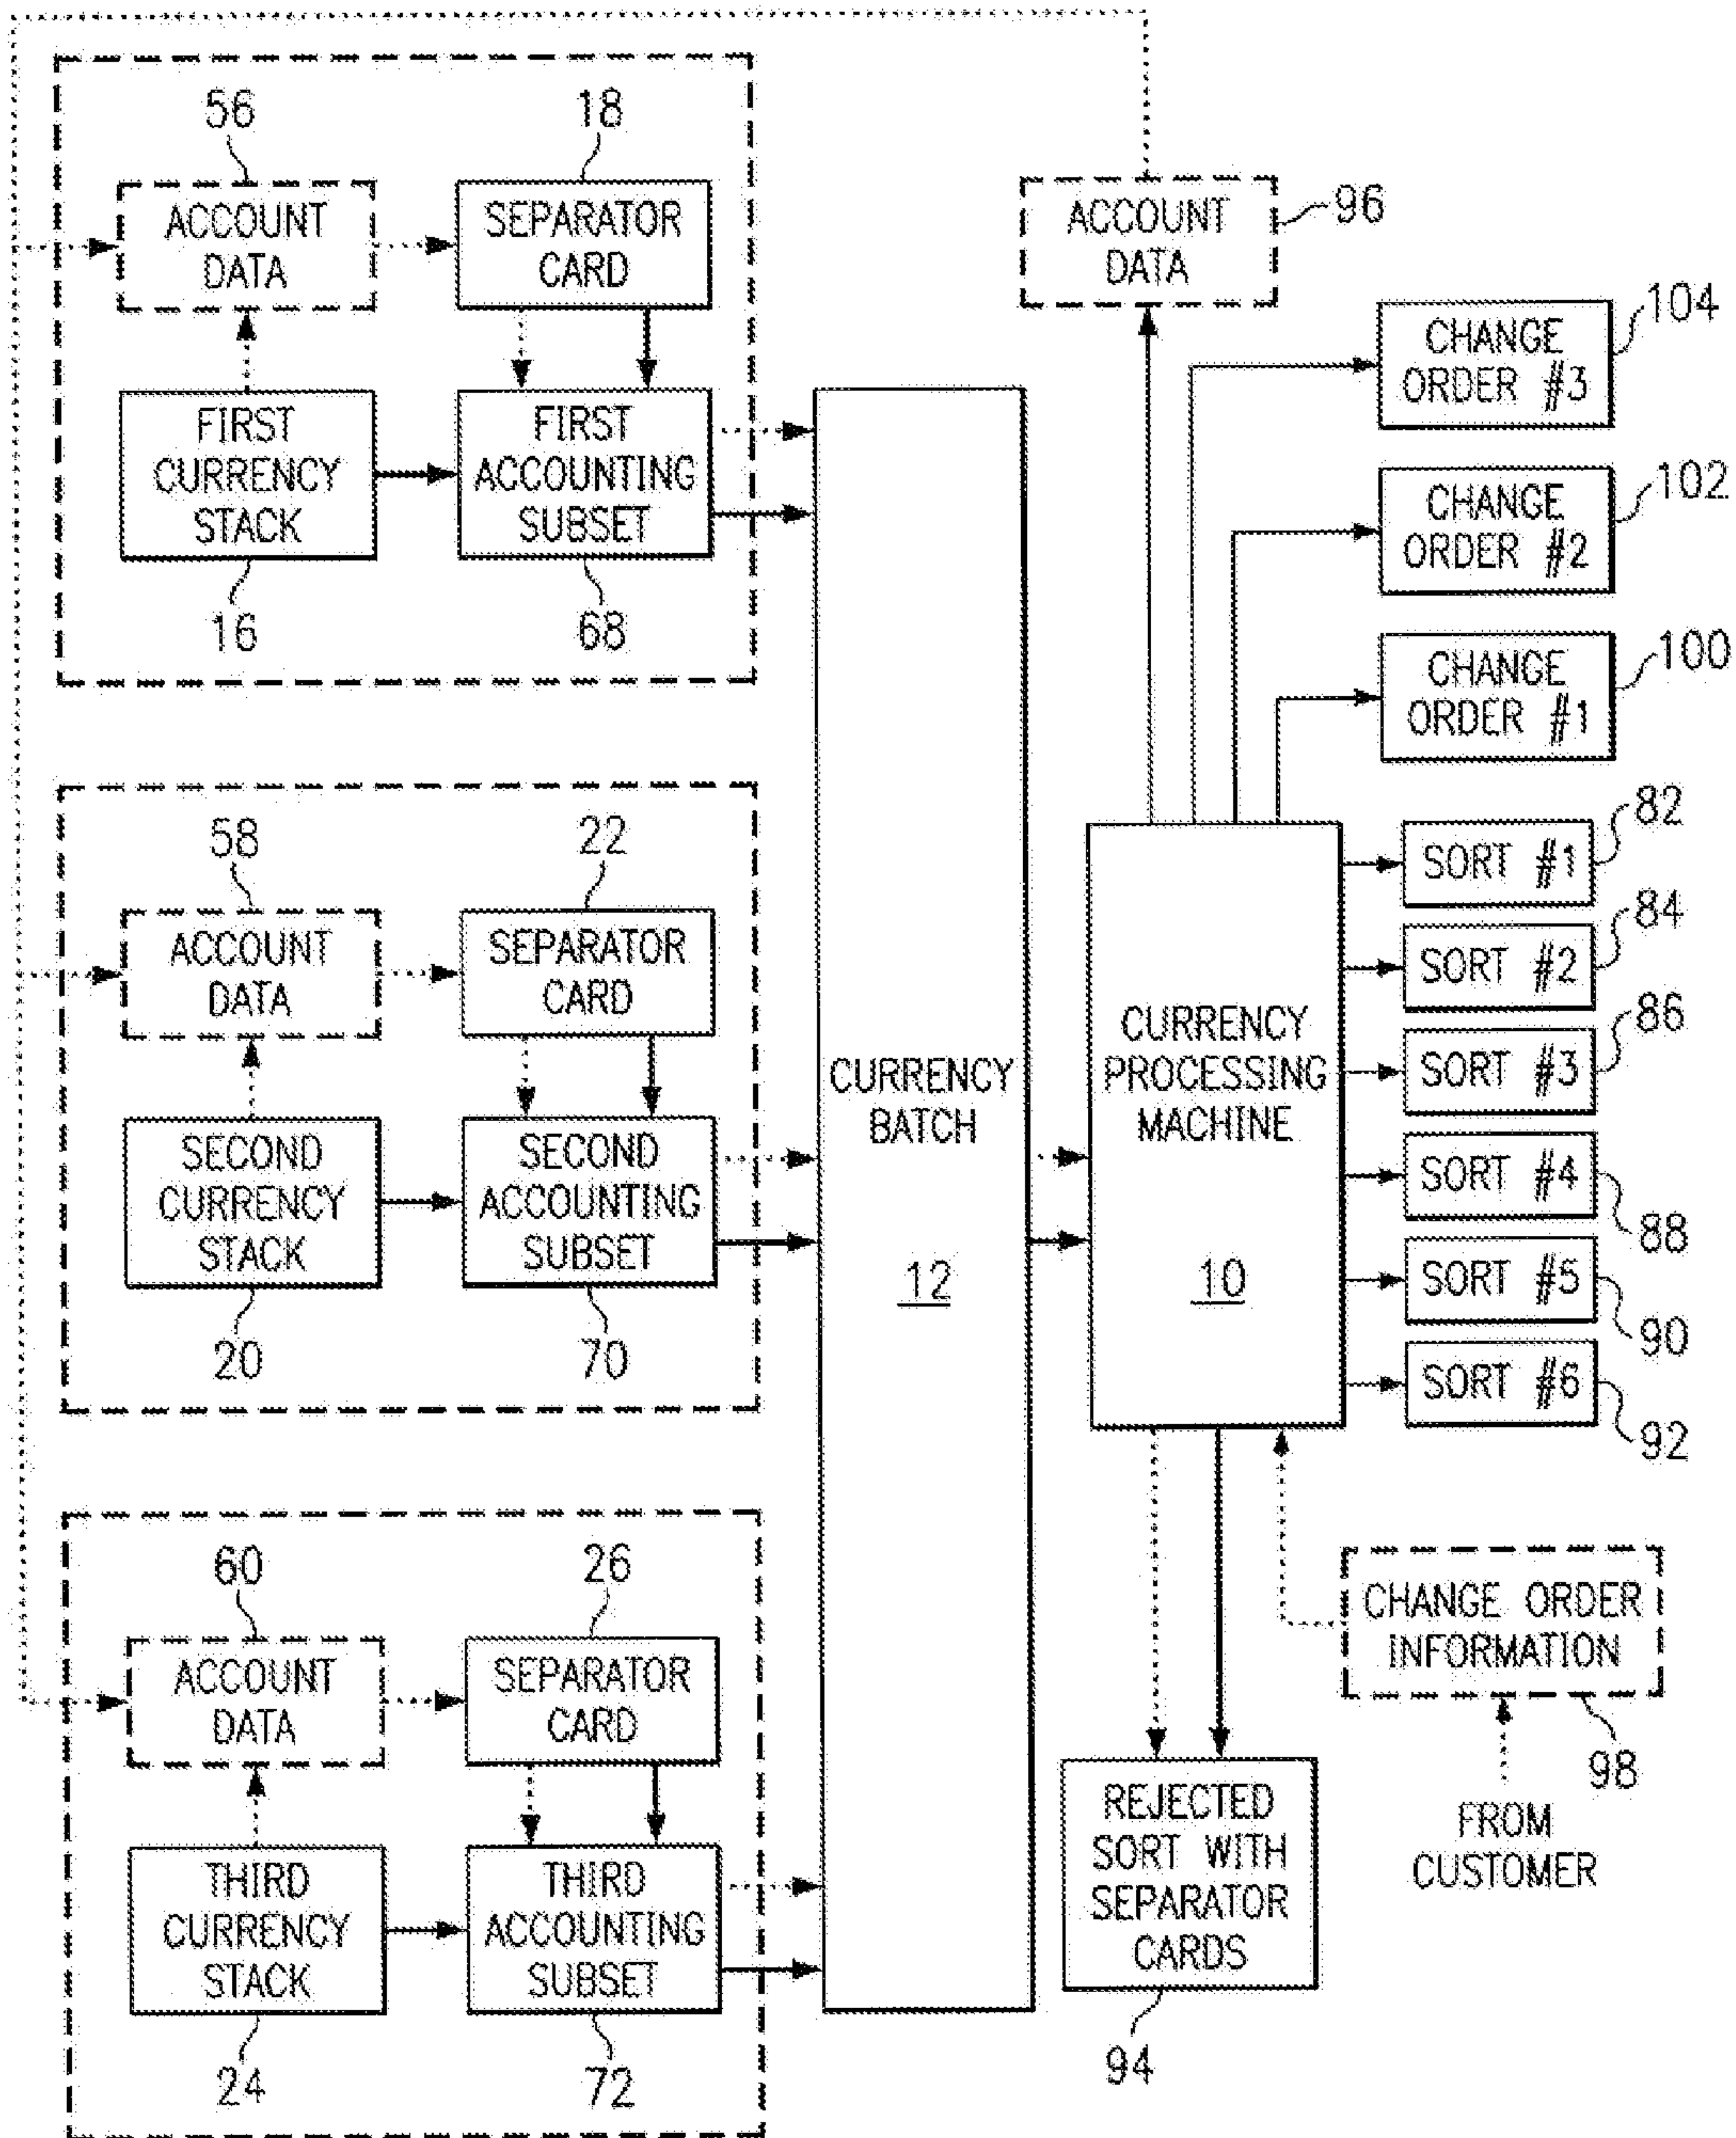 56
ACCOUNT
DATA
18
SEPARATOR
CARD
FIRST
CURRENCY
STACK
16
FIRST
ACCOUNTING
SUBSET
68
58
ACCOUNT
DATA
22
SEPARATOR
CARD
SECOND
CURRENCY
STACK
20
SECOND
ACCOUNTING
SUBSET
70
60
ACCOUNT
DATA
26
SEPARATOR
CARD
THIRD
CURRENCY
STACK
24
THIRD
ACCOUNTING
SUBSET
72
CURRENCY
BATCH
12
ACCOUNT
DATA
96
CHANGE
ORDER #3
104
CHANGE
ORDER #2
102
CHANGE
ORDER #1
100
CURRENCY
PROCESSING
MACHINE
10
SORT #1
82
SORT #2
84
SORT #3
86
SORT #4
88
SORT #5
90
SORT #6
92
CHANGE ORDER
INFORMATION
98
FROM
CUSTOMER
REJECTED
SORT WITH
SEPARATOR
CARDS
94